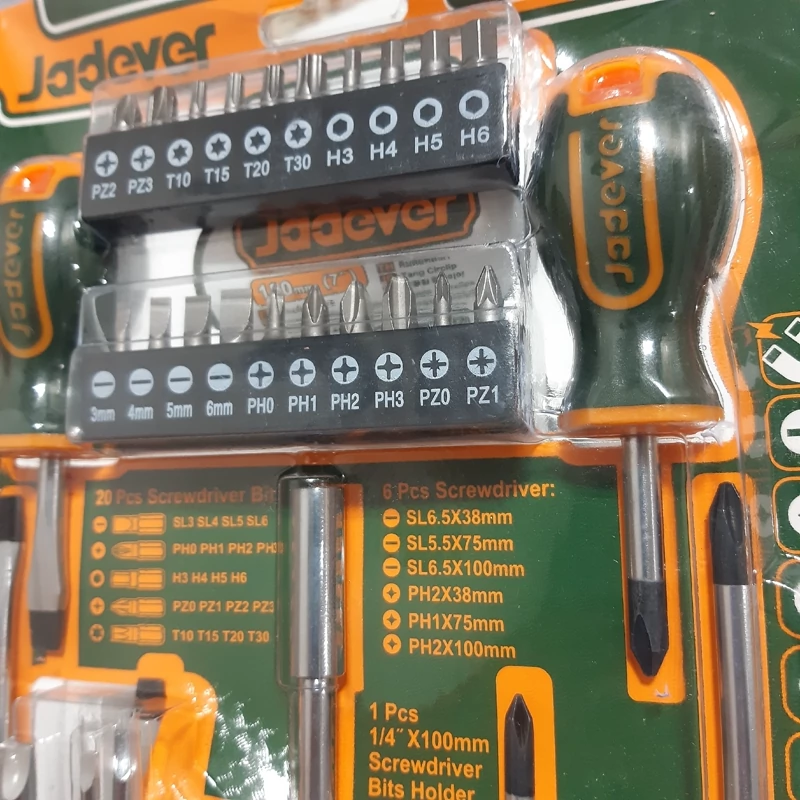 Jadever
PZ2 PZ3 T10 T15 T20 T30 H3 H4 H5 H6
Jadever
Jadever
Jadever
(7")
3mm 4mm 5mm 6mm PH0 PH1 PH2 PH3 PZ0 PZ1
20 Pcs Screwdriver
SL3 SL4 SL5 SL6
PH0 PH1 PH2 PH3
H3 H4 H5 H6
PZ0 PZ1 PZ2 PZ3
T10 T15 T20 T30
6 Pcs Screwdriver:
SL6.5X38mm
SL5.5X75mm
SL6.5X100mm
PH2X38mm
PH1X75mm
PH2X100mm
1 Pcs
1/4" X100mm
Screwdriver
Bits Holder